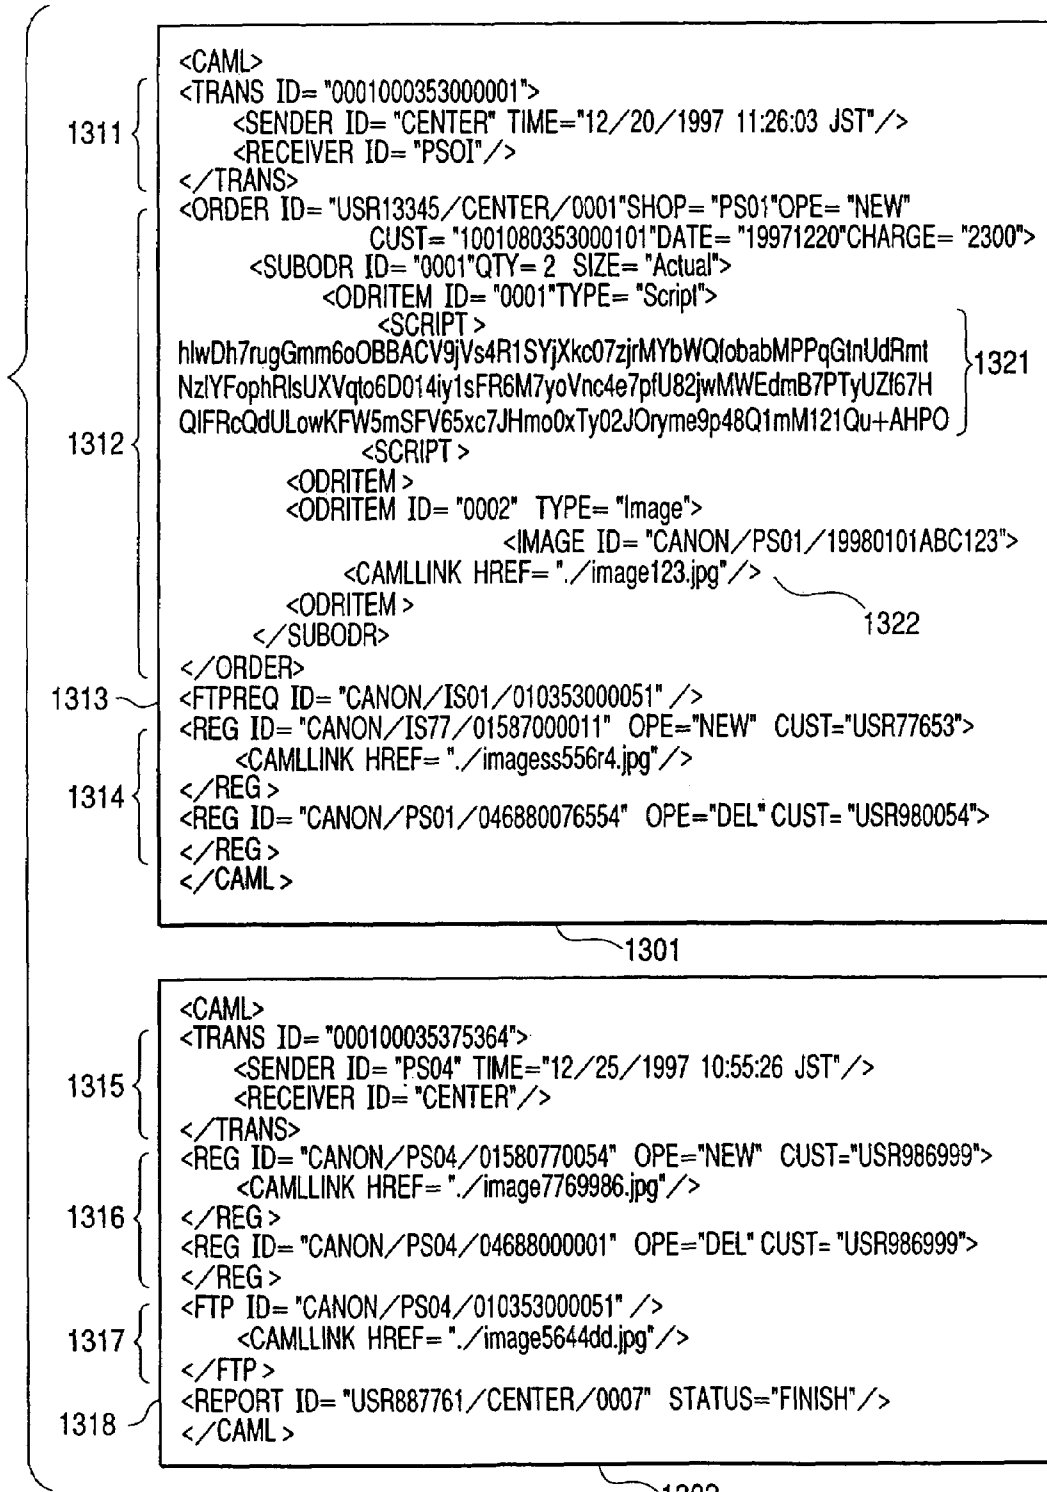 <CAML>
<TRANS ID="0001000353000001">
<SENDER ID="CENTER" TIME="12/20/1997 11:26:03 JST"/>
1311
<RECEIVER ID="PSOI"/>
</TRANS>
<ORDER ID="USR13345/CENTER/0001"SHOP="PS01"OPE="NEW"
CUST="1001080353000101"DATE="19971220"CHARGE="2300">
<SUBODR ID="0001"QTY=2 SIZE="Actual">
<ODRITEM ID="0001"TYPE="Script">
<SCRIPT>
hIwDh7rugGmm6oOBBACV9jVs4R1SYjXkc07zjrMYbWQfobabMPPqGtnUdRmt
1321
NzIYFophRIsUXVqto6D014iy1sFR6M7yoVnc4e7pfU82jwMWEdmB7PTyUZf67H
QIFRcQdULowKFW5mSFV65xc7JHmo0xTy02JOryme9p48Q1mM121Qu+AHPO
1312
<SCRIPT>
<ODRITEM>
<ODRITEM ID="0002" TYPE="Image">
<IMAGE ID="CANON/PS01/19980101ABC123">
<CAMLLINK HREF="./image123.jpg"/>
<ODRITEM>
1322
</SUBODR>
</ORDER>
1313
<FTPREQ ID="CANON/IS01/010353000051" />
<REG ID="CANON/IS77/01587000011" OPE="NEW" CUST="USR77653">
<CAMLLINK HREF="./imagess556r4.jpg"/>
1314
</REG>
<REG ID="CANON/PS01/046880076554" OPE="DEL" CUST="USR980054">
</REG>
</CAML>
1301
<CAML>
<TRANS ID="000100035375364">
<SENDER ID="PS04" TIME="12/25/1997 10:55:26 JST"/>
1315
<RECEIVER ID="CENTER"/>
</TRANS>
<REG ID="CANON/PS04/01580770054" OPE="NEW" CUST="USR986999">
<CAMLLINK HREF="./image7769986.jpg"/>
1316
</REG>
<REG ID="CANON/PS04/04688000001" OPE="DEL" CUST="USR986999">
</REG>
<FTP ID="CANON/PS04/010353000051" />
1317
<CAMLLINK HREF="./image5644dd.jpg"/>
</FTP>
<REPORT ID="USR887761/CENTER/0007" STATUS="FINISH"/>
1318
</CAML>